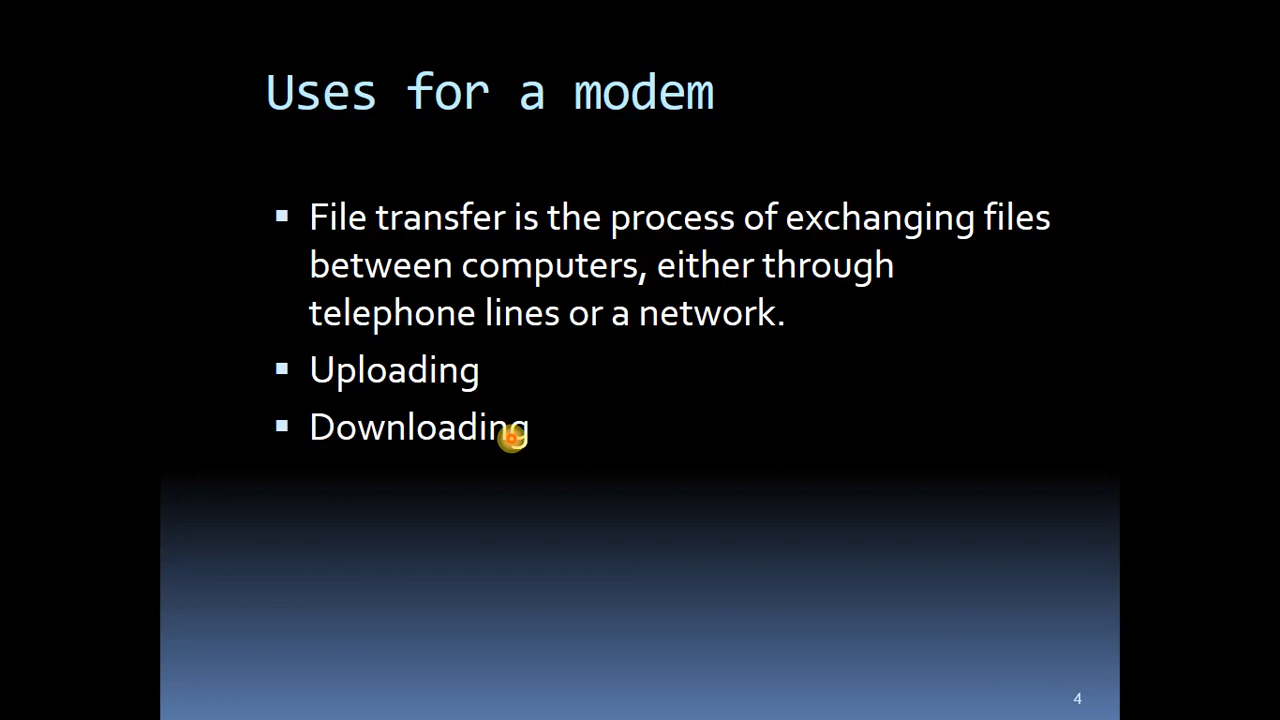 Uses for a modem
▪ File transfer is the process of exchanging files
between computers, either through
telephone lines or a network.
▪ Uploading
▪ Downloading
4